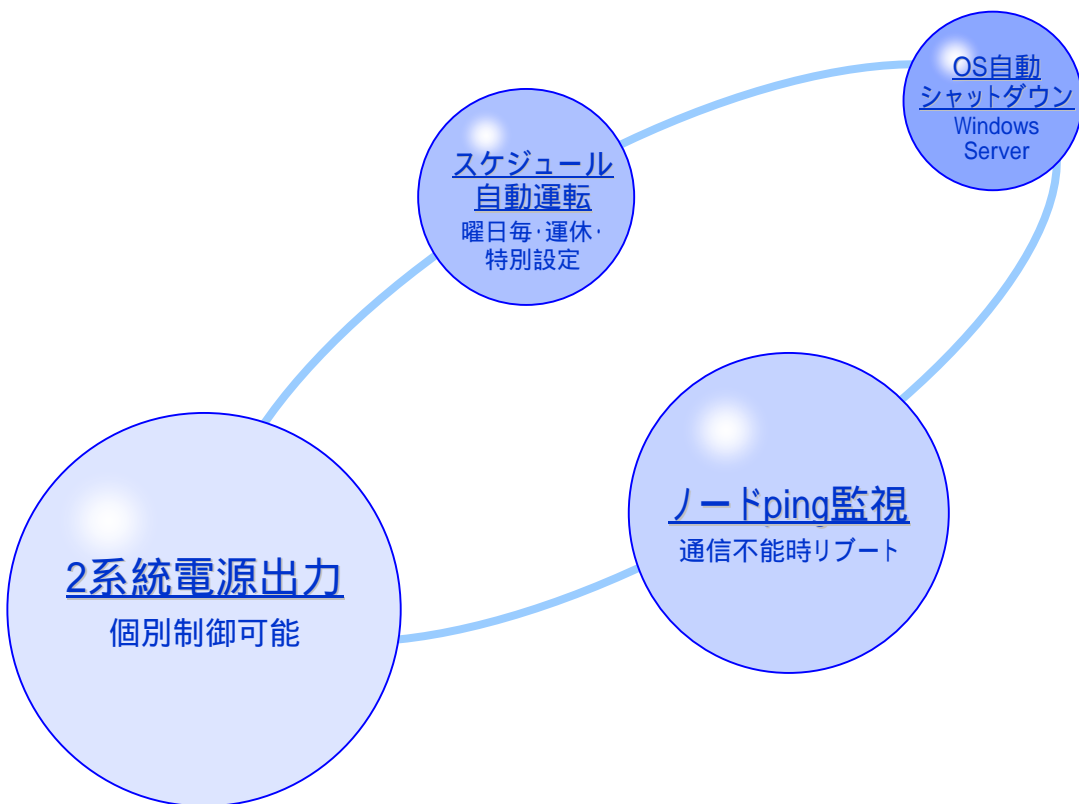 OS自動
シャットダウン
Windows
Server
スケジュール
自動運転
曜日毎・運休・
特別設定
ノードping監視
通信不能時リブート
2系統電源出力
個別制御可能